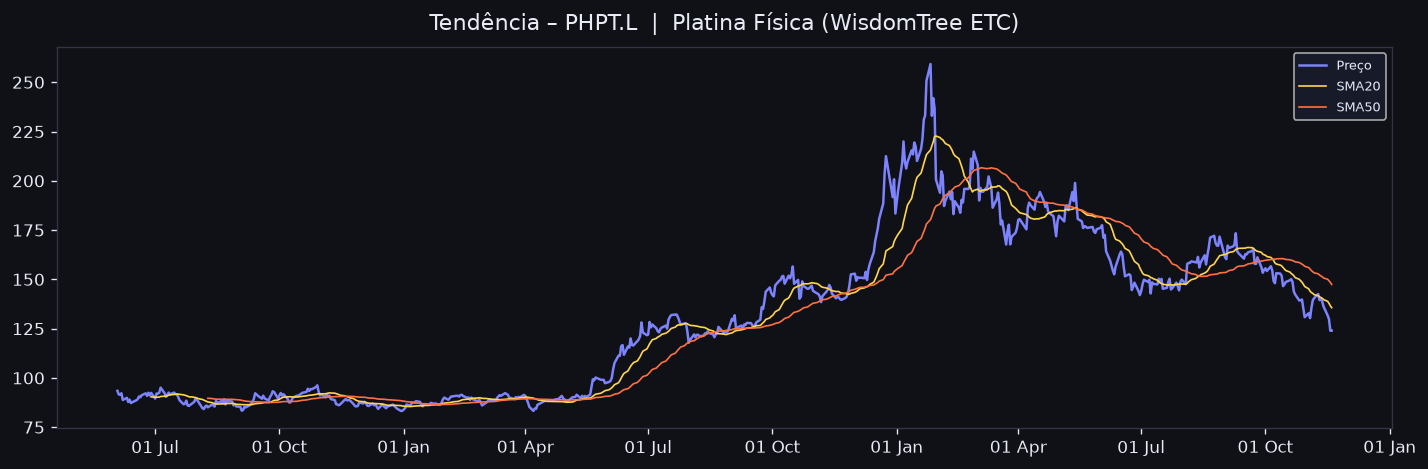 Tendência – PHPT.L | Platina Física (WisdomTree ETC)
Preço
SMA20
SMA50
250
225
200
175
150
125
100
75
01 Jul
01 Oct
01 Jan
01 Apr
01 Jul
01 Oct
01 Jan
01 Apr
01 Jul
01 Oct
01 Jan